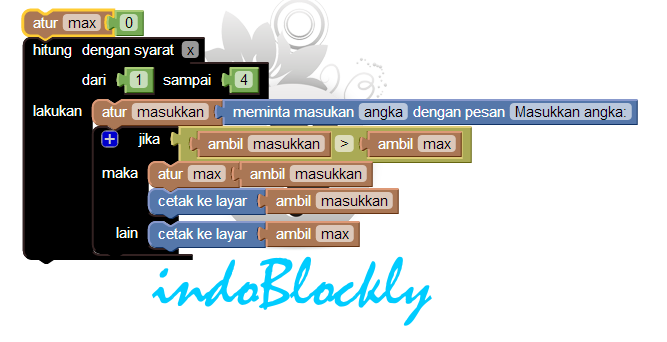 atur max 0
hitung dengan syarat x
dari 1 sampai 4
lakukan atur masukkan meminta masukan angka dengan pesan Masukkan angka:
+ jika ambil masukkan > ambil max
maka atur max ambil masukkan
cetak ke layar ambil masukkan
lain cetak ke layar ambil max
indoBlockly